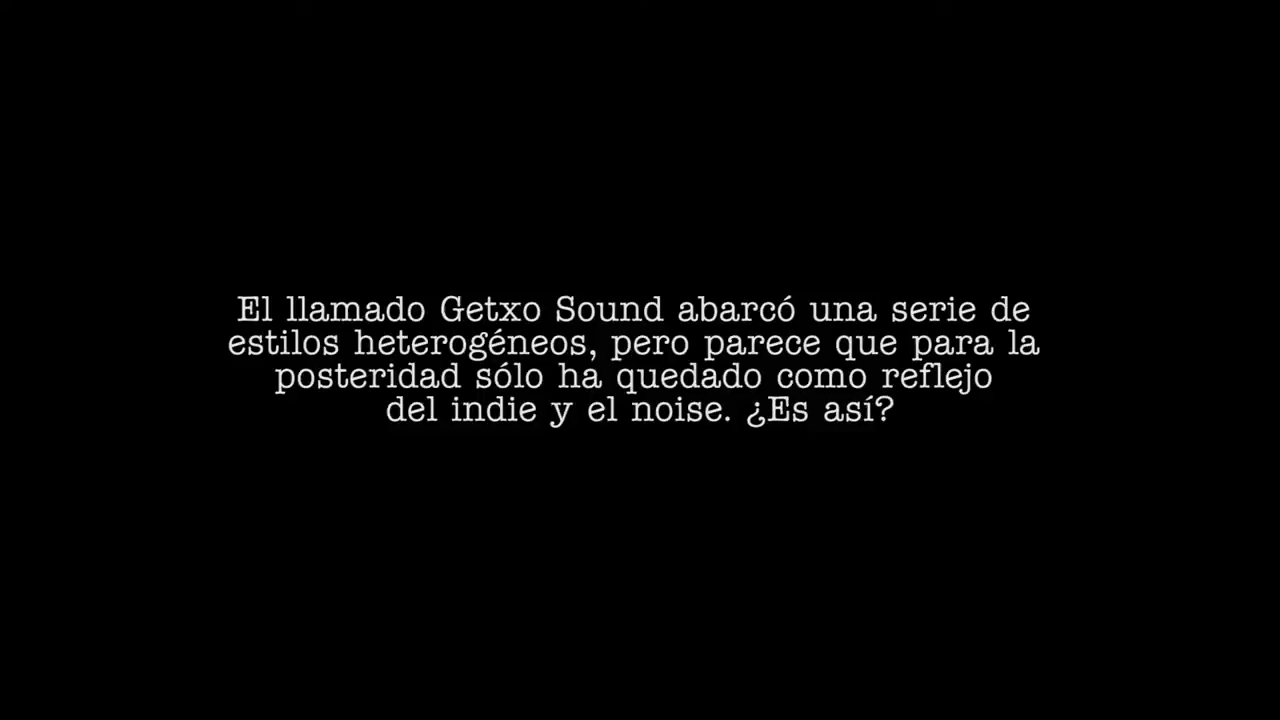 El llamado Getxo Sound abarcó una serie de
estilos heterogéneos, pero parece que para la
posteridad sólo ha quedado como reflejo
del indie y el noise. ¿Es así?